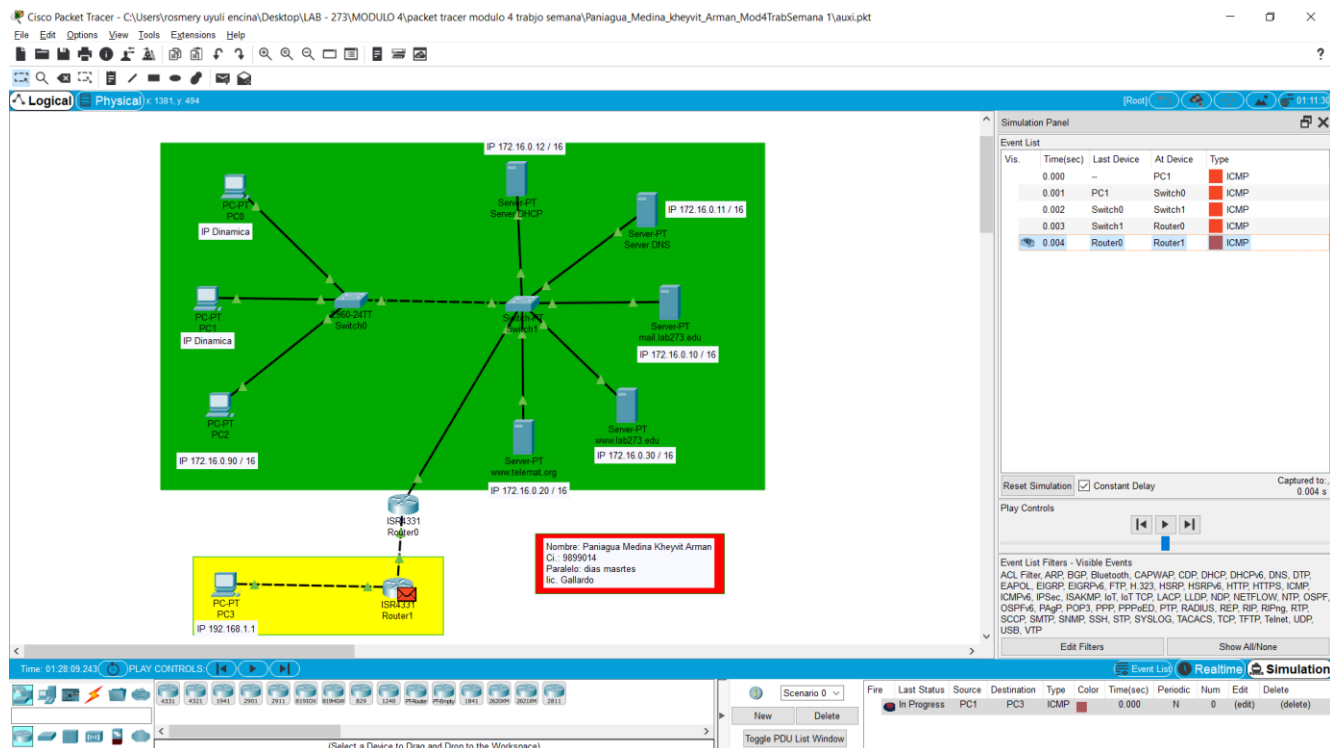 Cisco Packet Tracer - C:\Users\rosmery uyuli encina\Desktop\LAB - 273\MODULO 4\packet tracer modulo 4 trabjo semana\Paniagua_Medina_kheyvit_Arman_Mod4TrabSemana 1\auxi.pkt
File Edit Options View Tools Extensions Help
Logical Physical x: 1381, y: 494 [Root] 01:11:30
IP 172.16.0.12 / 16
PC-PT
PC0
IP Dinamica
Server-PT
Server DHCP
IP 172.16.0.11 / 16
Server-PT
Server DNS
PC-PT
PC1
IP Dinamica
2960-24TT
Switch0
Switch-PT
Switch1
Server-PT
mail.lab273.edu
IP 172.16.0.10 / 16
PC-PT
PC2
IP 172.16.0.90 / 16
Server-PT
www.telemat.org
IP 172.16.0.20 / 16
Server-PT
www.lab273.edu
IP 172.16.0.30 / 16
ISR4331
Router0
PC-PT
PC3
IP 192.168.1.1
ISR4331
Router1
Nombre: Paniagua Medina Kheyvit Arman
Ci.: 9899014
Paralelo: dias masrtes
lic. Gallardo
Simulation Panel
Event List
Vis. Time(sec) Last Device At Device Type
0.000 -- PC1 ICMP
0.001 PC1 Switch0 ICMP
0.002 Switch0 Switch1 ICMP
0.003 Switch1 Router0 ICMP
0.004 Router0 Router1 ICMP
Reset Simulation Constant Delay Captured to:
0.004 s
Play Controls
Event List Filters - Visible Events
ACL Filter, ARP, BGP, Bluetooth, CAPWAP, CDP, DHCP, DHCPv6, DNS, DTP,
EAPOL, EIGRP, EIGRPv6, FTP, H.323, HSRP, HSRPv6, HTTP, HTTPS, ICMP,
ICMPv6, IPSec, ISAKMP, IoT, IoT TCP, LACP, LLDP, NDP, NETFLOW, NTP, OSPF,
OSPFv6, PAgP, POP3, PPP, PPPoED, PTP, RADIUS, REP, RIP, RIPng, RTP,
SCCP, SMTP, SNMP, SSH, STP, SYSLOG, TACACS, TCP, TFTP, Telnet, UDP,
USB, VTP
Edit Filters Show All/None
Time: 01:28:09.243 PLAY CONTROLS: Event List Realtime Simulation
4331 4321 1941 2901 2911 819IOX 819HGW 829 1240 PT-Router PT-Empty 1841 2620XM 2621XM 2811
(Select a Device to Drag and Drop to the Workspace)
Scenario 0
New Delete
Toggle PDU List Window
Fire Last Status Source Destination Type Color Time(sec) Periodic Num Edit Delete
In Progress PC1 PC3 ICMP 0.000 N 0 (edit) (delete)